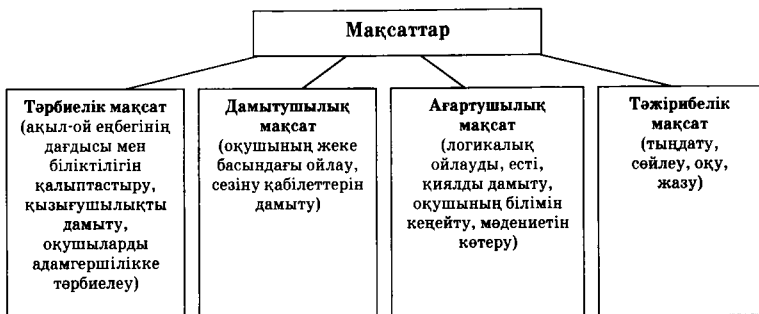 Мақсаттар
Тәрбиелік мақсат
(ақыл-ой еңбегінің
дағдысы мен
біліктілігін
қалыптастыру,
қызығушылықты
дамыту,
оқушыларды
адамгершілікке
тәрбиелеу)
Дамытушылық
мақсат
(оқушының жеке
басындағы ойлау,
сезіну қабілеттерін
дамыту)
Ағартушылық
мақсат
(логикалық
ойлауды, есті,
қиялды дамыту,
оқушының білімін
кеңейту, мәдениетін
көтеру)
Тәжірибелік
мақсат
(тыңдату,
сөйлеу, оқу,
жазу)